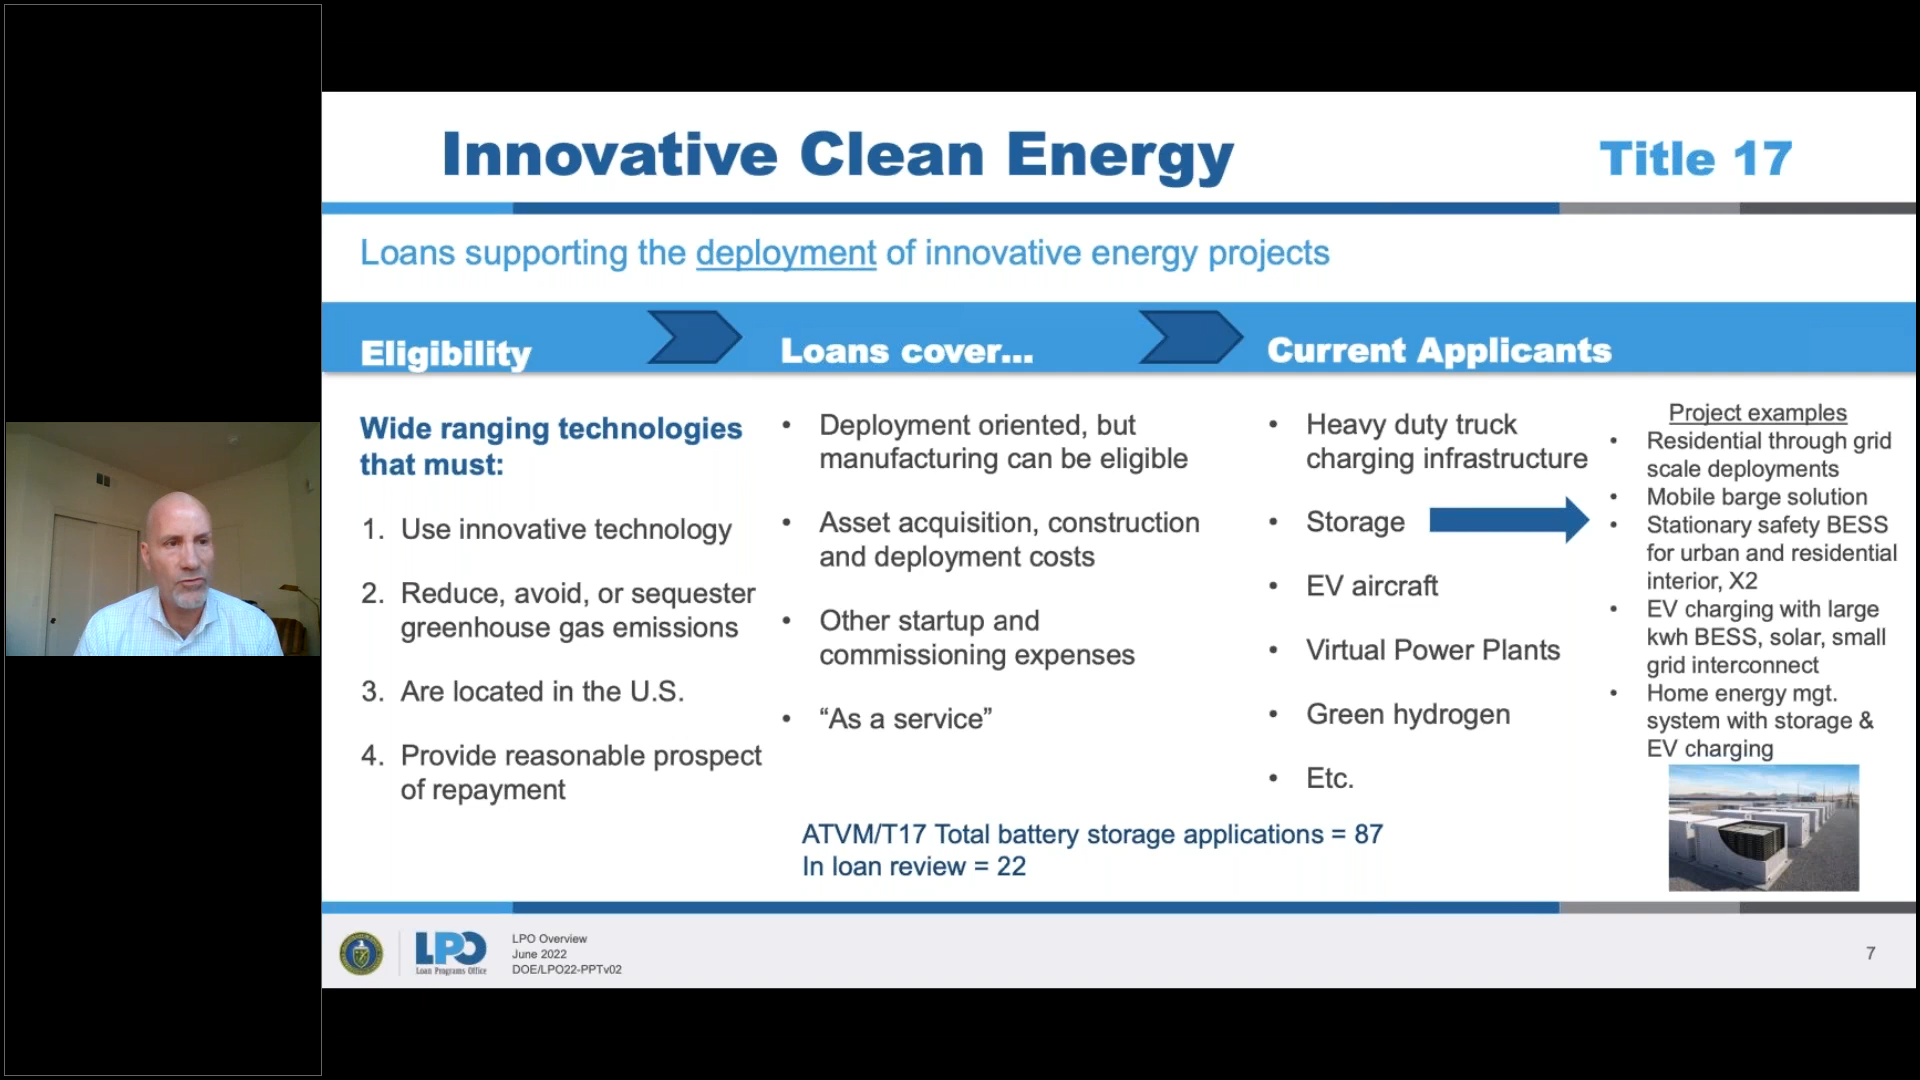 Innovative Clean Energy
Title 17
Loans supporting the deployment of innovative energy projects
Eligibility
Loans cover...
Current Applicants
Wide ranging technologies
that must:
1. Use innovative technology
2. Reduce, avoid, or sequester
greenhouse gas emissions
3. Are located in the U.S.
4. Provide reasonable prospect
of repayment
• Deployment oriented, but
manufacturing can be eligible
• Asset acquisition, construction
and deployment costs
• Other startup and
commissioning expenses
• “As a service”
• Heavy duty truck
charging infrastructure
• Storage
• EV aircraft
• Virtual Power Plants
• Green hydrogen
• Etc.
Project examples
• Residential through grid
scale deployments
• Mobile barge solution
• Stationary safety BESS
for urban and residential
interior, X2
• EV charging with large
kwh BESS, solar, small
grid interconnect
• Home energy mgt.
system with storage &
EV charging
ATVM/T17 Total battery storage applications = 87
In loan review = 22
LPO
Loan Programs Office
LPO Overview
June 2022
DOE/LPO22-PPTv02
7